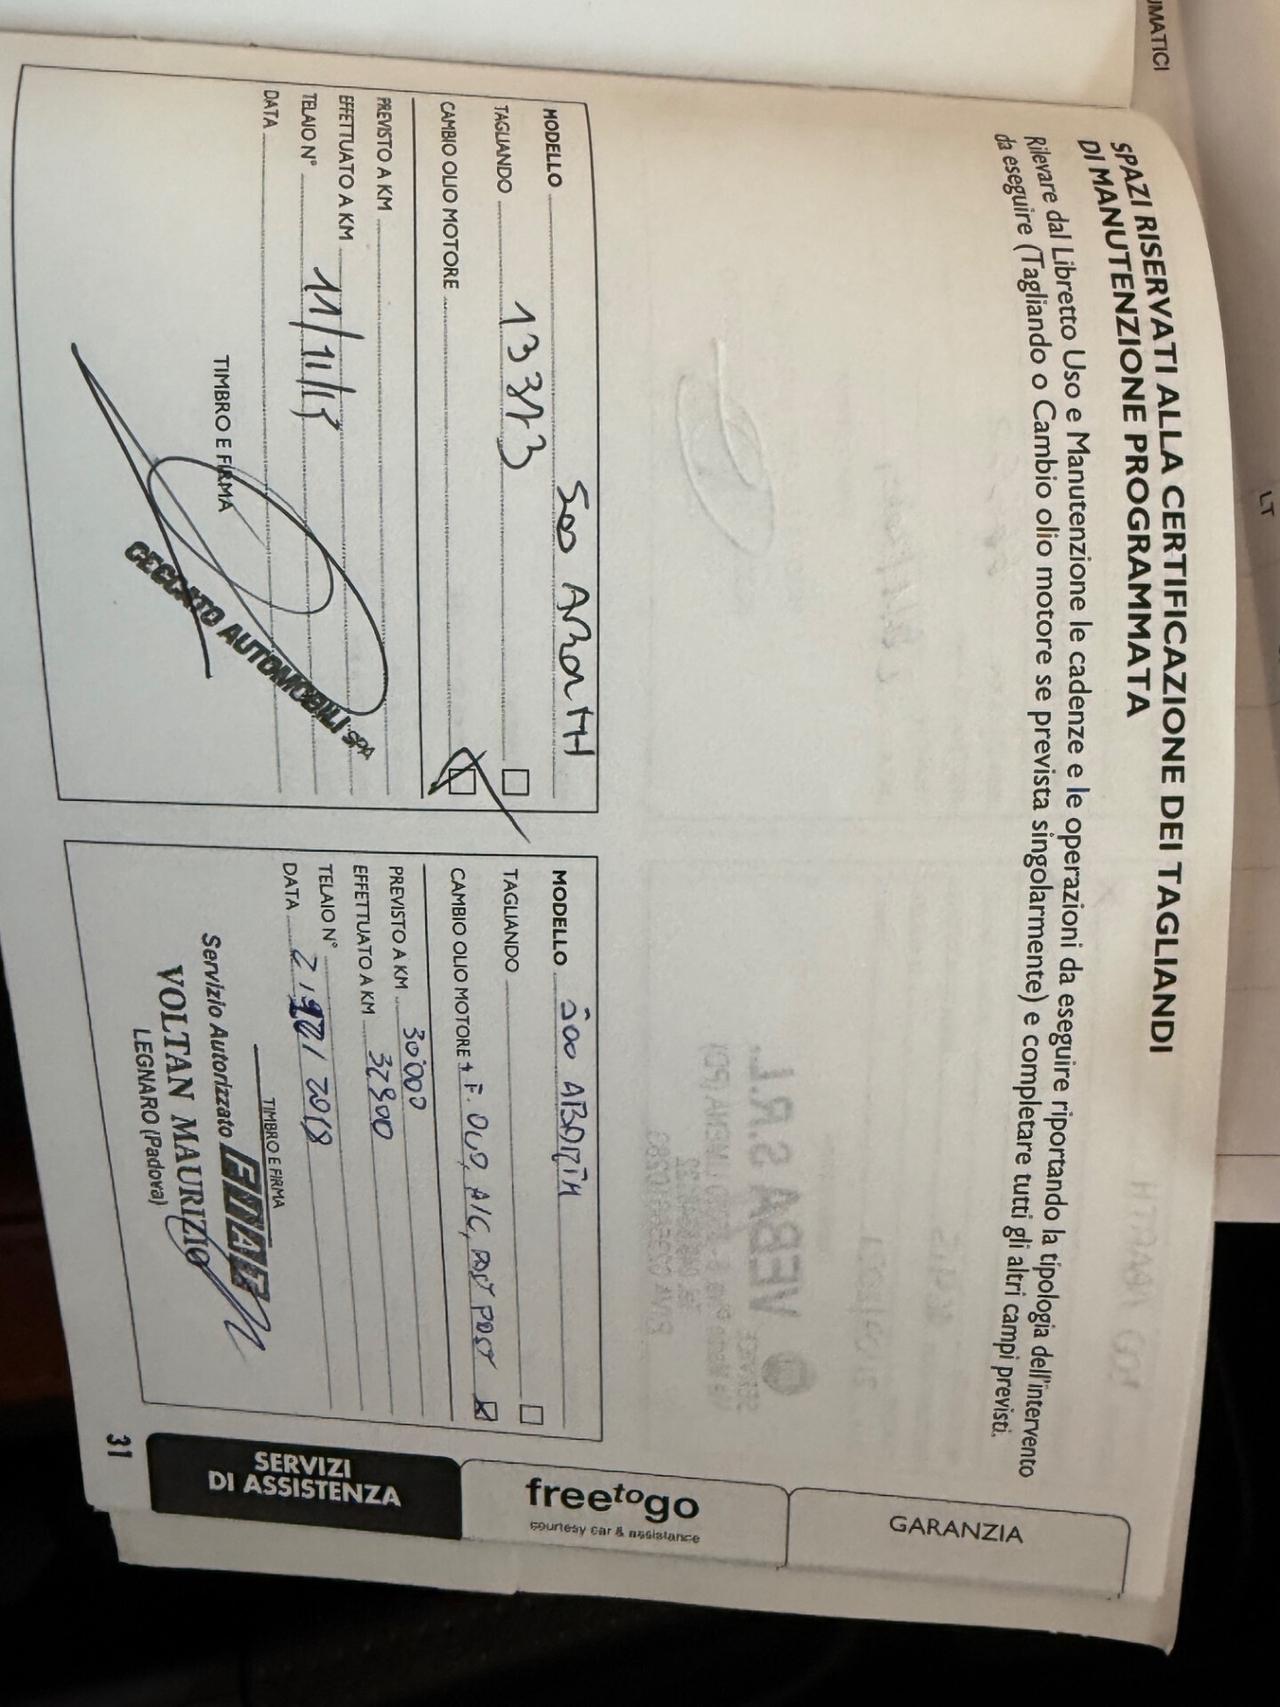 UMATICI
LT
SPAZI RISERVATI ALLA CERTIFICAZIONE DEI TAGLIANDI
DI MANUTENZIONE PROGRAMMATA
Rilevare dal Libretto Uso e Manutenzione le cadenze e le operazioni da eseguire riportando la tipologia dell'intervento
da eseguire (Tagliando o Cambio olio motore se prevista singolarmente) e completare tutti gli altri campi previsti.
MODELLO 500 ABARTH
TAGLIANDO 13373
CAMBIO OLIO MOTORE
PREVISTO A KM
EFFETTUATO A KM
TELAIO N° 11/11/15
DATA
TIMBRO E FIRMA
CECCATO AUTOMOBILI SPA
MODELLO 500 ABARTH
TAGLIANDO
CAMBIO OLIO MOTORE + F. OLIO, A/C, POST
PREVISTO A KM 30'000
EFFETTUATO A KM 32900
TELAIO N°
DATA 2018
TIMBRO E FIRMA
Servizio Autorizzato FIAT
VOLTAN MAURIZIO
LEGNARO (Padova)
GARANZIA
freetogo
courtesy car & assistance
SERVIZI
DI ASSISTENZA
31